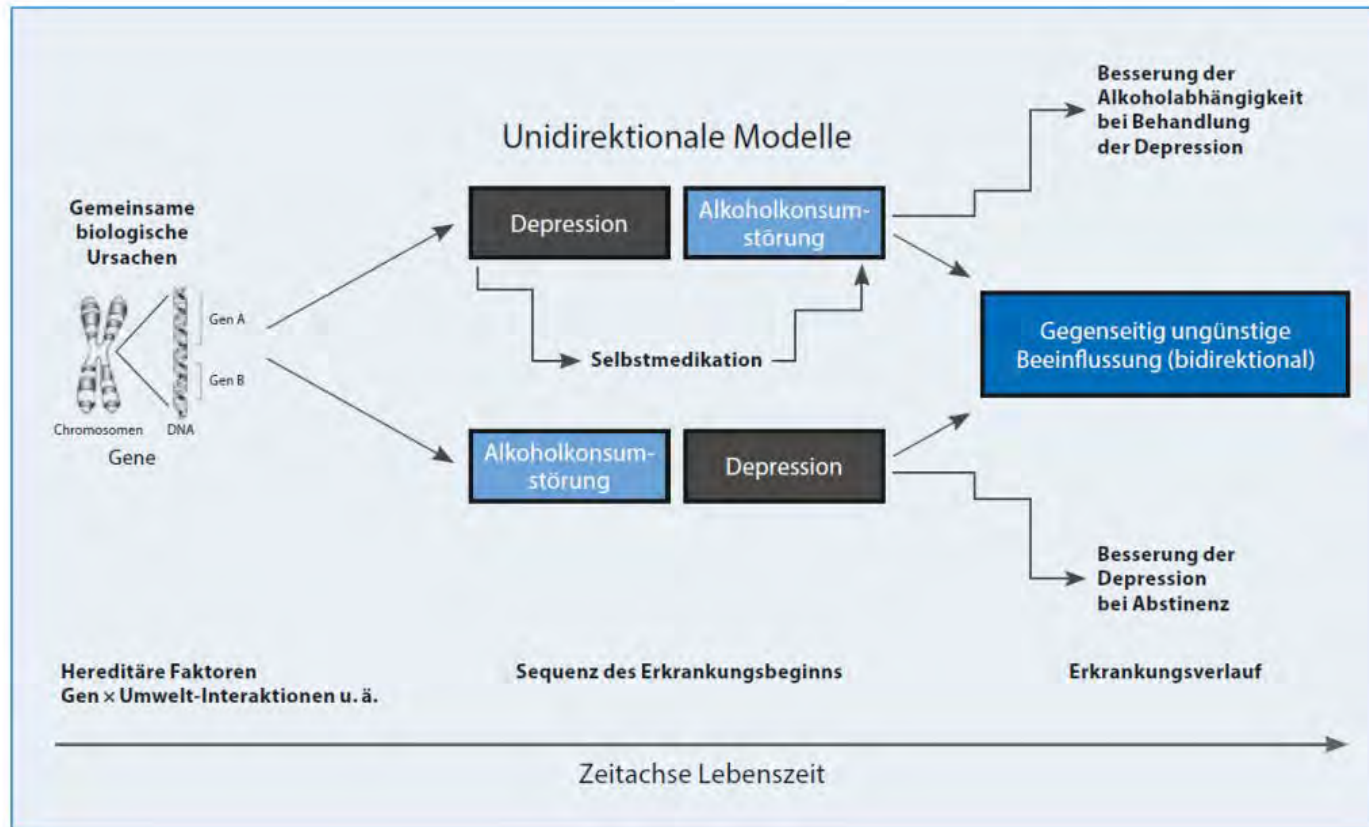 Besserung der
Alkoholabhängigkeit
bei Behandlung
der Depression
Unidirektionale Modelle
Gemeinsame
biologische
Ursachen
Depression
Alkoholkonsum-
störung
Gen A
Gen B
Chromosomen
DNA
Gene
Selbstmedikation
Gegenseitig ungünstige
Beeinflussung (bidirektional)
Alkoholkonsum-
störung
Depression
Besserung der
Depression
bei Abstinenz
Hereditäre Faktoren
Gen × Umwelt-Interaktionen u. ä.
Sequenz des Erkrankungsbeginns
Erkrankungsverlauf
Zeitachse Lebenszeit